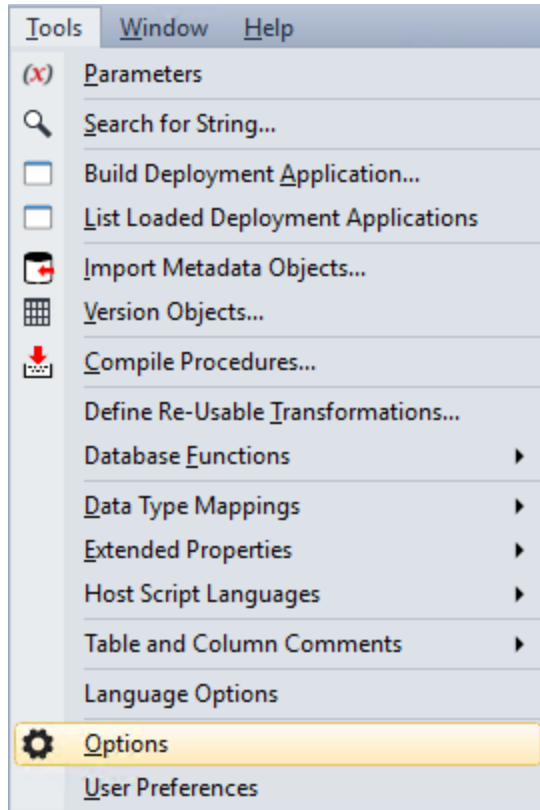 Tools Window Help
(x) Parameters
Search for String...
Build Deployment Application...
List Loaded Deployment Applications
Import Metadata Objects...
Version Objects...
Compile Procedures...
Define Re-Usable Transformations...
Database Functions
Data Type Mappings
Extended Properties
Host Script Languages
Table and Column Comments
Language Options
Options
User Preferences